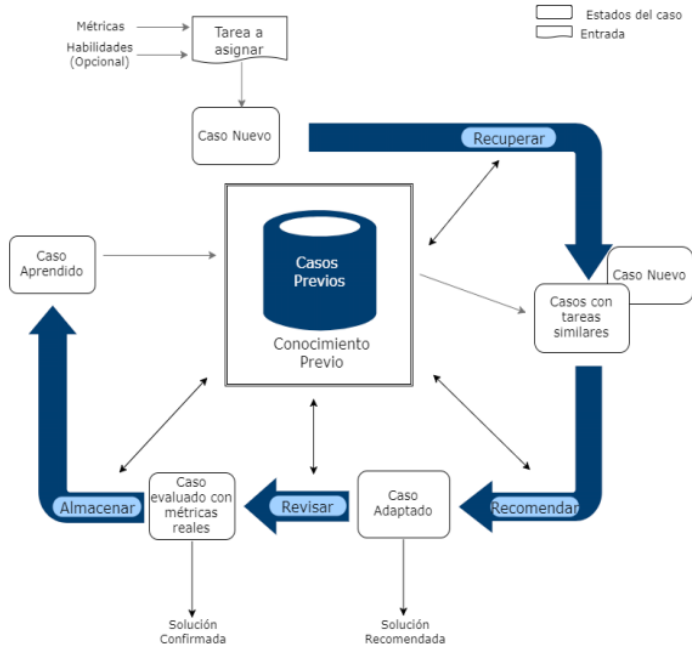 Métricas
Habilidades
(Opcional)
Tarea a
asignar
Estados del caso
Entrada
Caso Nuevo
Recuperar
Casos
Previos
Conocimiento
Previo
Caso
Aprendido
Caso Nuevo
Casos con
tareas
similares
Almacenar
Caso
evaluado con
métricas
reales
Revisar
Caso
Adaptado
Recomendar
Solución
Confirmada
Solución
Recomendada